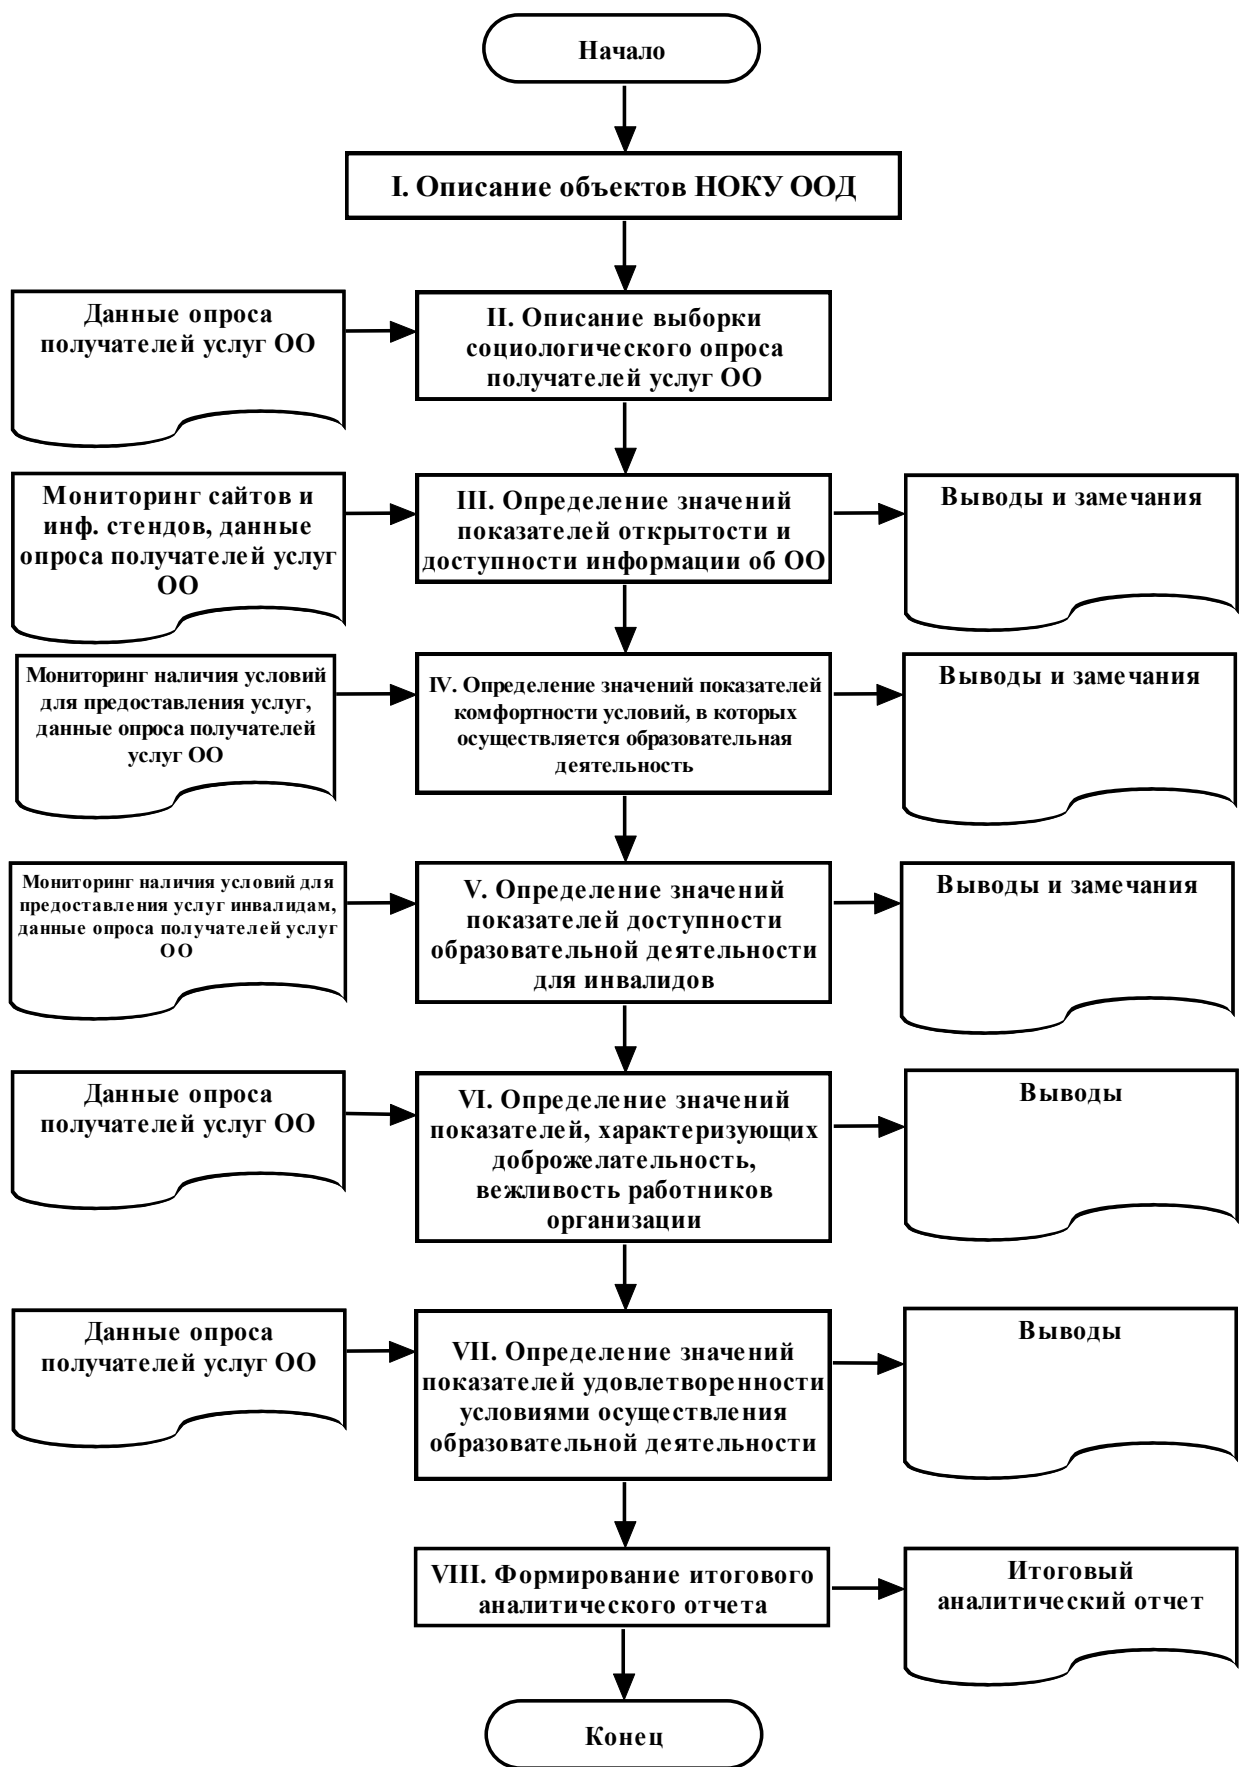 Начало
I. Описание объектов НОКУ ООД
Данные опроса
получателей услуг ОО
II. Описание выборки
социологического опроса
получателей услуг ОО
Мониторинг сайтов и
инф. стендов, данные
опроса получателей услуг
ОО
III. Определение значений
показателей открытости и
доступности информации об ОО
Выводы и замечания
Мониторинг наличия условий
для предоставления услуг,
данные опроса получателей
услуг ОО
IV. Определение значений показателей
комфортности условий, в которых
осуществляется образовательная
деятельность
Выводы и замечания
Мониторинг наличия условий для
предоставления услуг инвалидам,
данные опроса получателей услуг
ОО
V. Определение значений
показателей доступности
образовательной деятельности
для инвалидов
Выводы и замечания
Данные опроса
получателей услуг ОО
VI. Определение значений
показателей, характеризующих
доброжелательность,
вежливость работников
организации
Выводы
Данные опроса
получателей услуг ОО
VII. Определение значений
показателей удовлетворенности
условиями осуществления
образовательной деятельности
Выводы
VIII. Формирование итогового
аналитического отчета
Итоговый
аналитический отчет
Конец